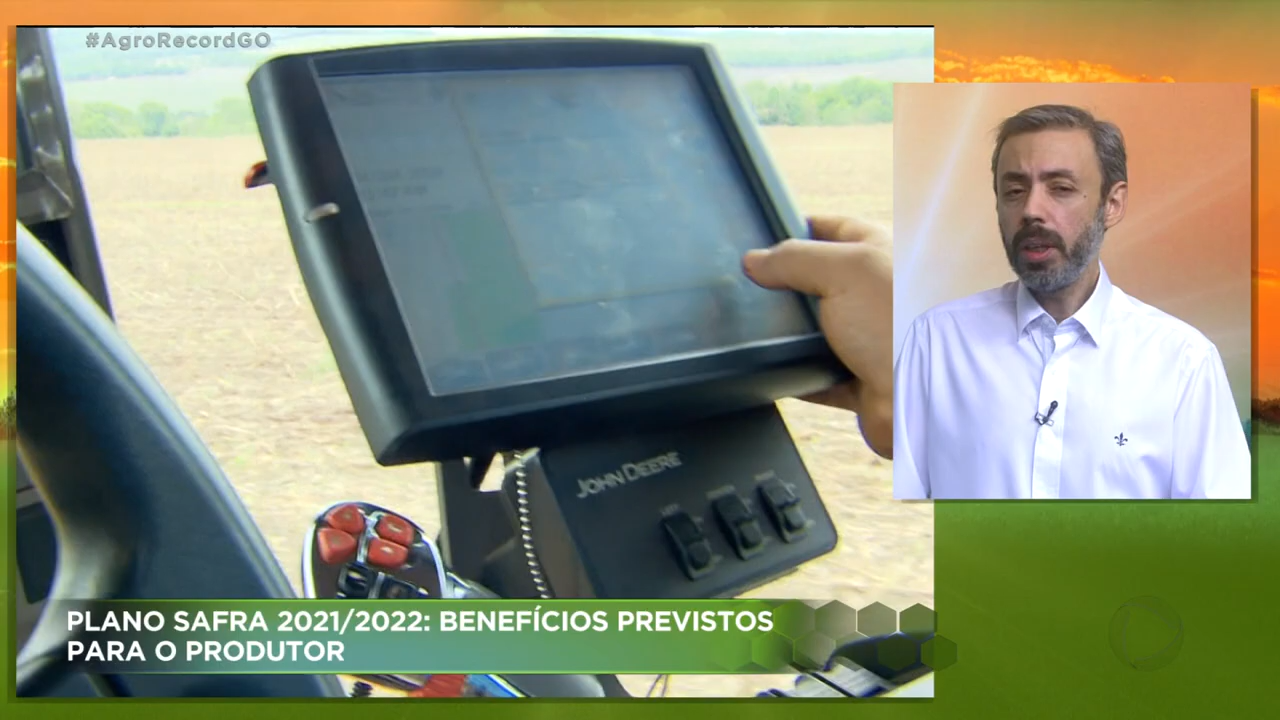 #AgroRecordGO
JOHN DEERE
PLANO SAFRA 2021/2022: BENEFÍCIOS PREVISTOS
PARA O PRODUTOR